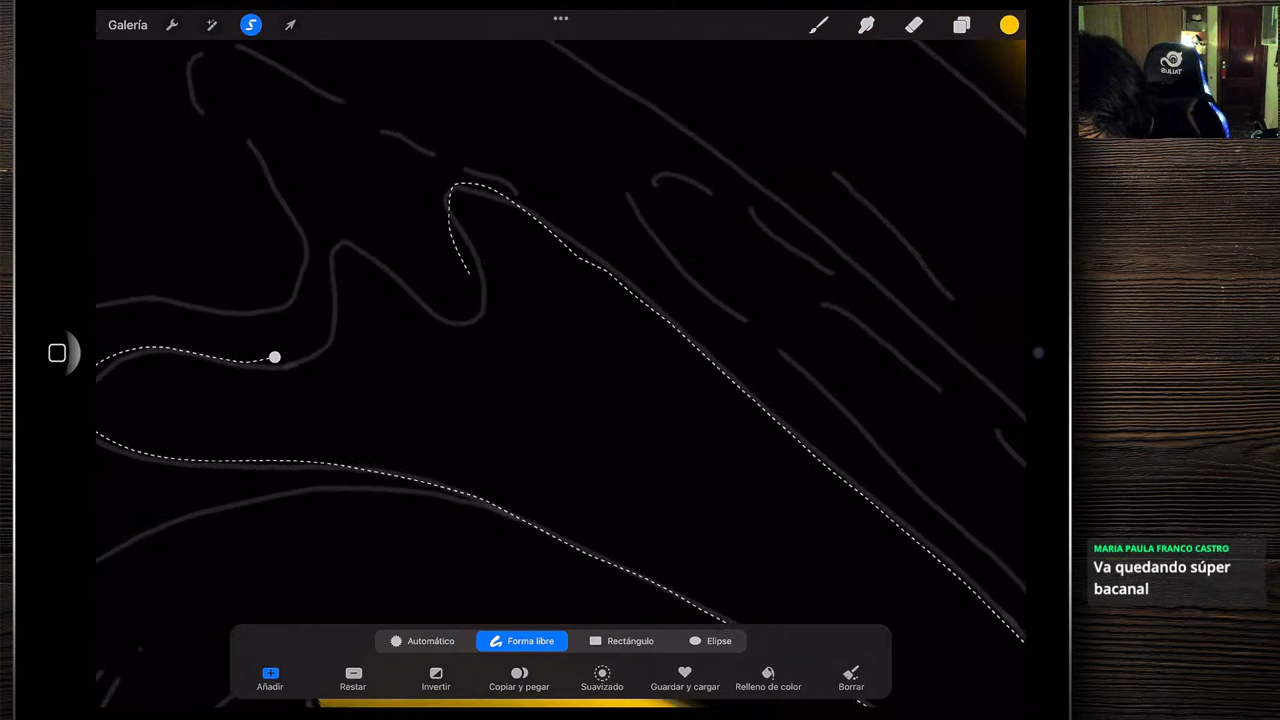 Galería
Automático
Forma libre
Rectángulo
Elipse
Añadir
Restar
Invertir
Copiar y pegar
Suavizado
Guardar y cargar
Relleno de color
Borrar
MARIA PAULA FRANCO CASTRO
Va quedando súper
bacanal